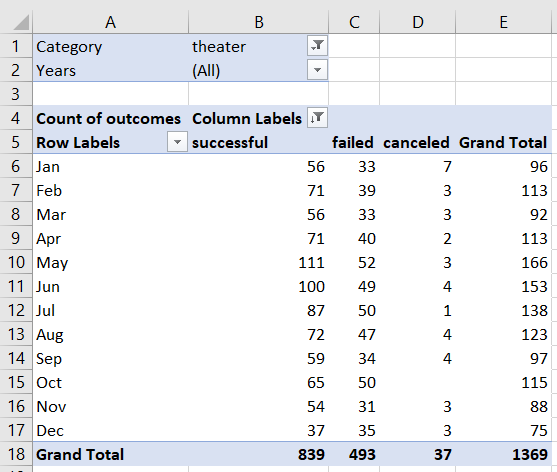 A B C D E
1 Category theater
2 Years (All)
3
4 Count of outcomes Column Labels
5 Row Labels successful failed canceled Grand Total
6 Jan 56 33 7 96
7 Feb 71 39 3 113
8 Mar 56 33 3 92
9 Apr 71 40 2 113
10 May 111 52 3 166
11 Jun 100 49 4 153
12 Jul 87 50 1 138
13 Aug 72 47 4 123
14 Sep 59 34 4 97
15 Oct 65 50 115
16 Nov 54 31 3 88
17 Dec 37 35 3 75
18 Grand Total 839 493 37 1369